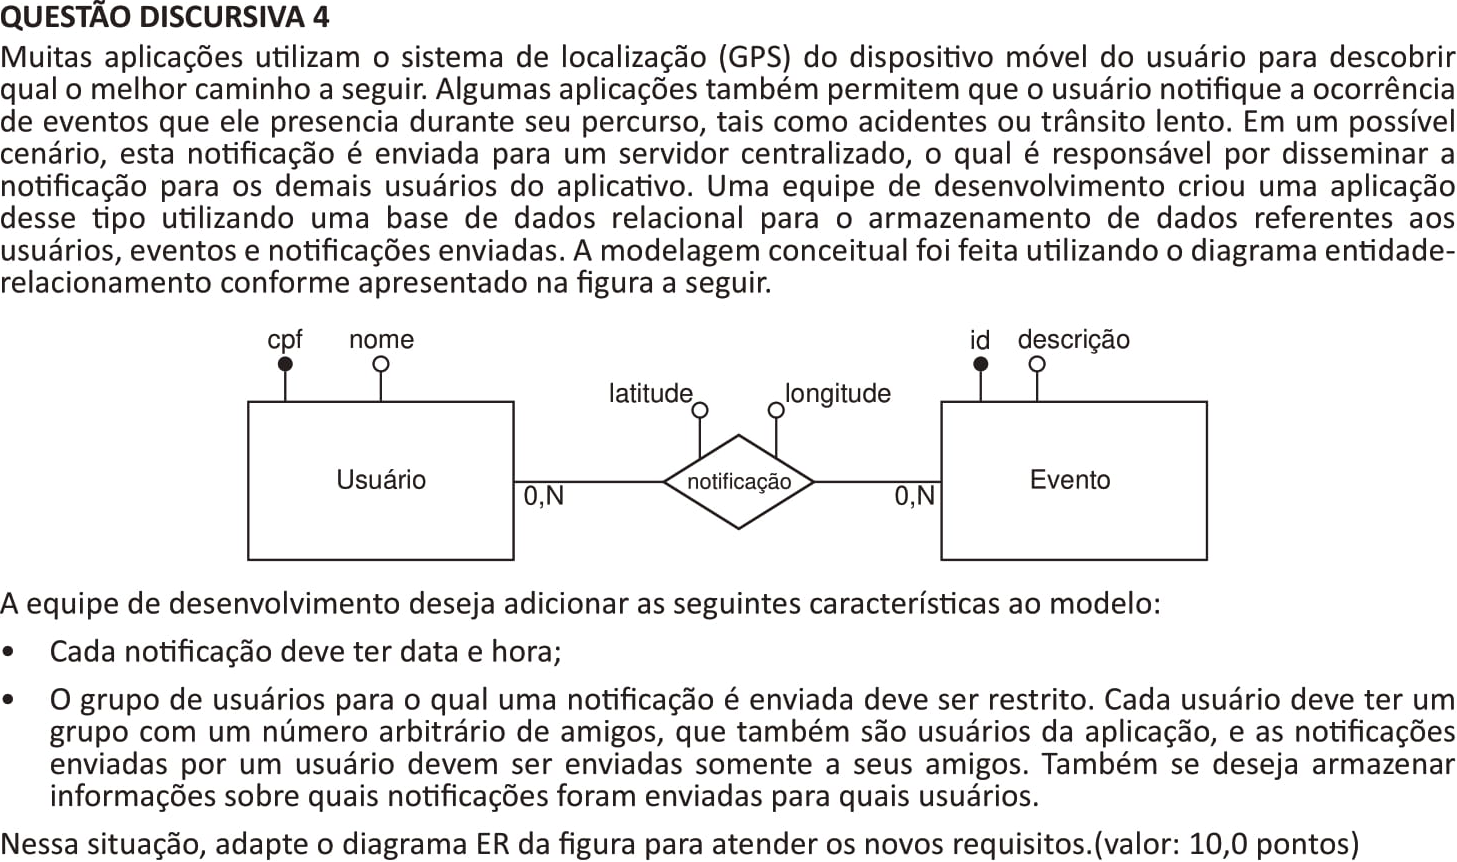 QUESTÃO DISCURSIVA 4
Muitas aplicações utilizam o sistema de localização (GPS) do dispositivo móvel do usuário para descobrir
qual o melhor caminho a seguir. Algumas aplicações também permitem que o usuário notifique a ocorrência
de eventos que ele presencia durante seu percurso, tais como acidentes ou trânsito lento. Em um possível
cenário, esta notificação é enviada para um servidor centralizado, o qual é responsável por disseminar a
notificação para os demais usuários do aplicativo. Uma equipe de desenvolvimento criou uma aplicação
desse tipo utilizando uma base de dados relacional para o armazenamento de dados referentes aos
usuários, eventos e notificações enviadas. A modelagem conceitual foi feita utilizando o diagrama entidade-
relacionamento conforme apresentado na figura a seguir.
cpf nome id descrição
latitude longitude
Usuário notificação Evento
0,N 0,N
A equipe de desenvolvimento deseja adicionar as seguintes características ao modelo:
• Cada notificação deve ter data e hora;
• O grupo de usuários para o qual uma notificação é enviada deve ser restrito. Cada usuário deve ter um
grupo com um número arbitrário de amigos, que também são usuários da aplicação, e as notificações
enviadas por um usuário devem ser enviadas somente a seus amigos. Também se deseja armazenar
informações sobre quais notificações foram enviadas para quais usuários.
Nessa situação, adapte o diagrama ER da figura para atender os novos requisitos.(valor: 10,0 pontos)